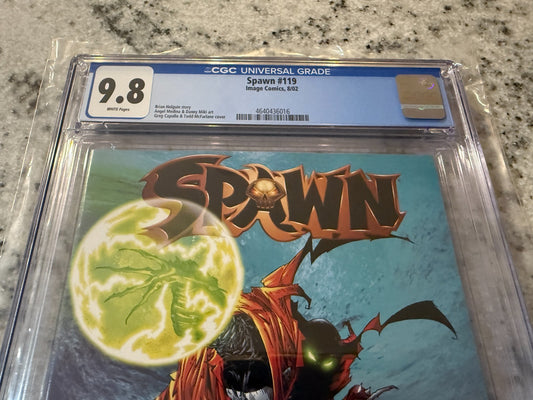 CGC UNIVERSAL GRADE
9.8
WHITE Pages
Spawn #119
Image Comics, 8/02
Brian Holguin story
Angel Medina & Danny Miki art
Greg Capullo & Todd McFarlane cover
4640436016
SPAWN